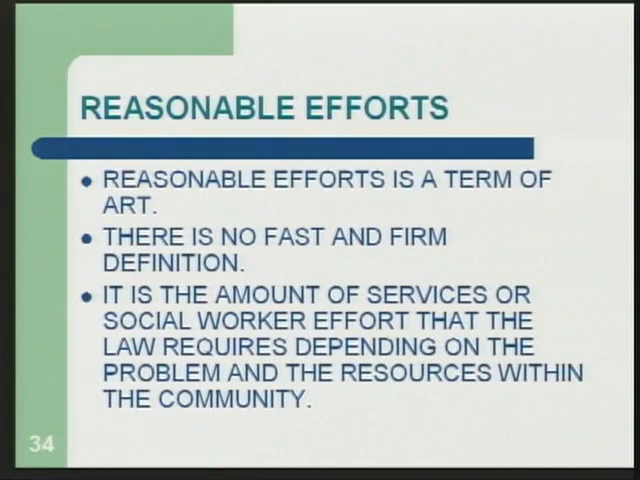 REASONABLE EFFORTS
REASONABLE EFFORTS IS A TERM OF
ART.
THERE IS NO FAST AND FIRM
DEFINITION.
IT IS THE AMOUNT OF SERVICES OR
SOCIAL WORKER EFFORT THAT THE
LAW REQUIRES DEPENDING ON THE
PROBLEM AND THE RESOURCES WITHIN
THE COMMUNITY.
34